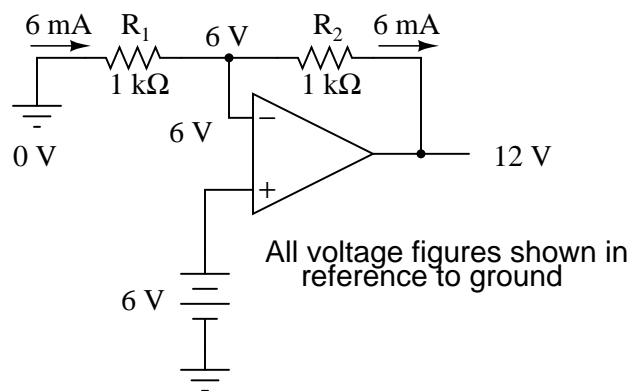 6 mA R1 6 V R2 6 mA
1 kΩ 1 kΩ
6 V −
0 V 12 V
+
All voltage figures shown in
reference to ground
6 V